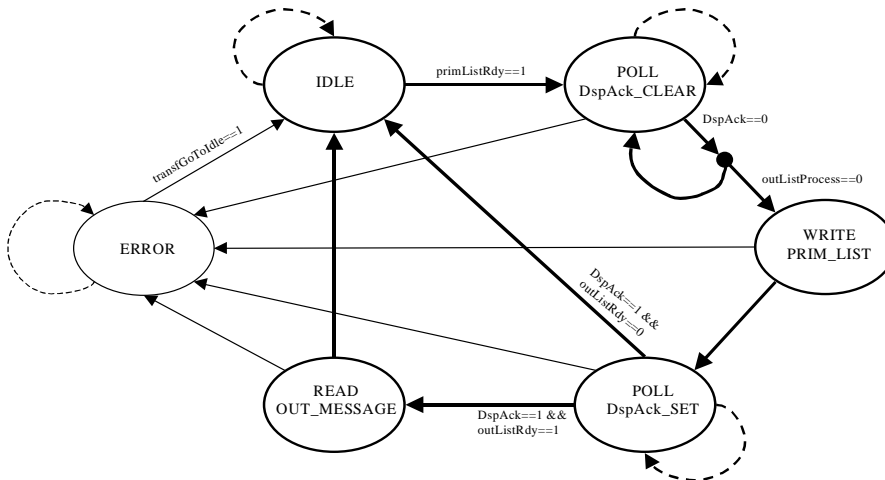 IDLE
primListRdy==1
POLL
DspAck_CLEAR
DspAck==0
outListProcess==0
transfGoToIdle==1
ERROR
WRITE
PRIM_LIST
DspAck==1 &&
outListRdy==0
READ
OUT_MESSAGE
DspAck==1 &&
outListRdy==1
POLL
DspAck_SET